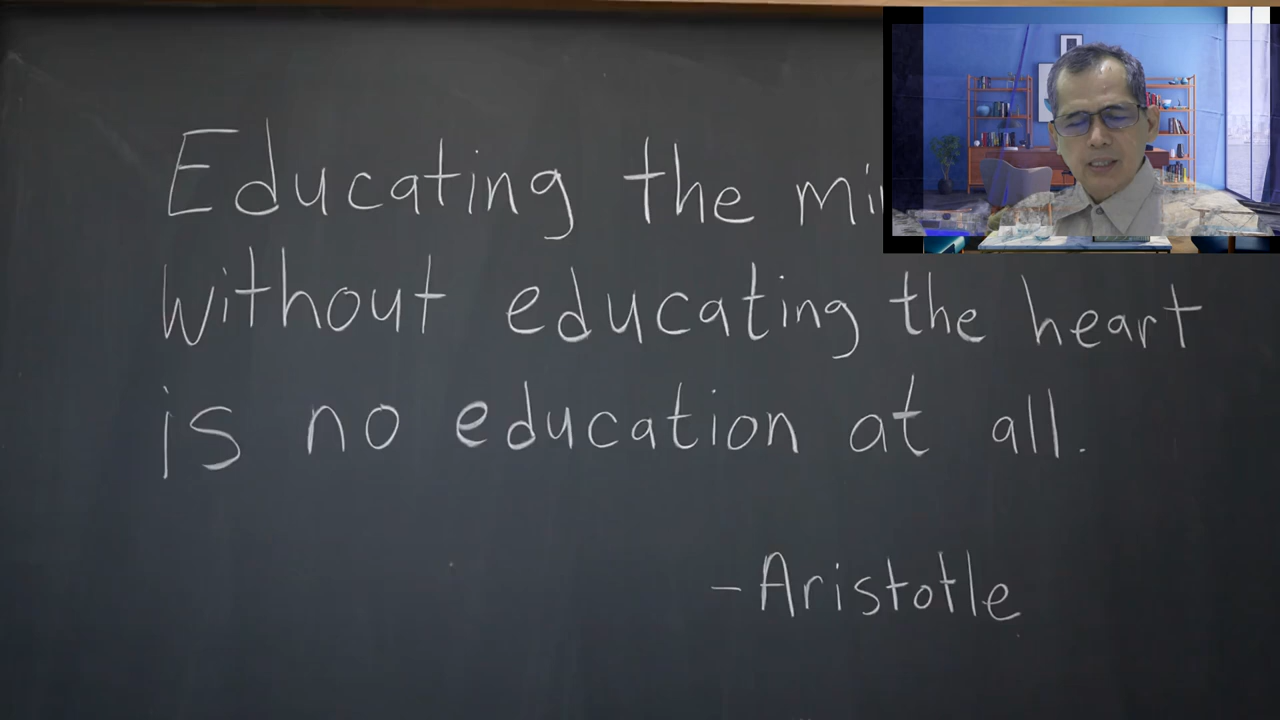 Educating the
without educating the heart
is no education at all.
-Aristotle